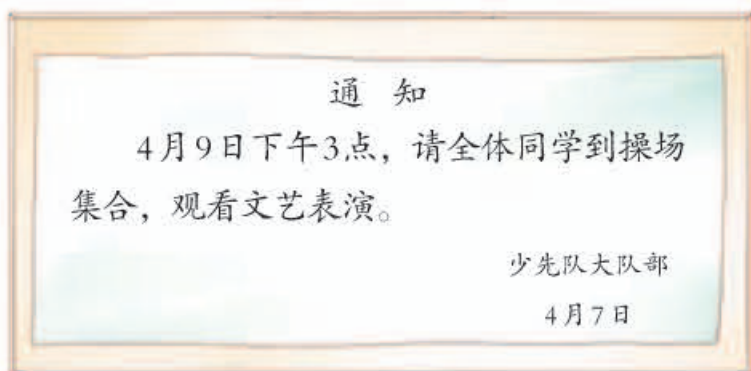 通 知
4月9日下午3点，请全体同学到操场
集合，观看文艺表演。
少先队大队部
4月7日